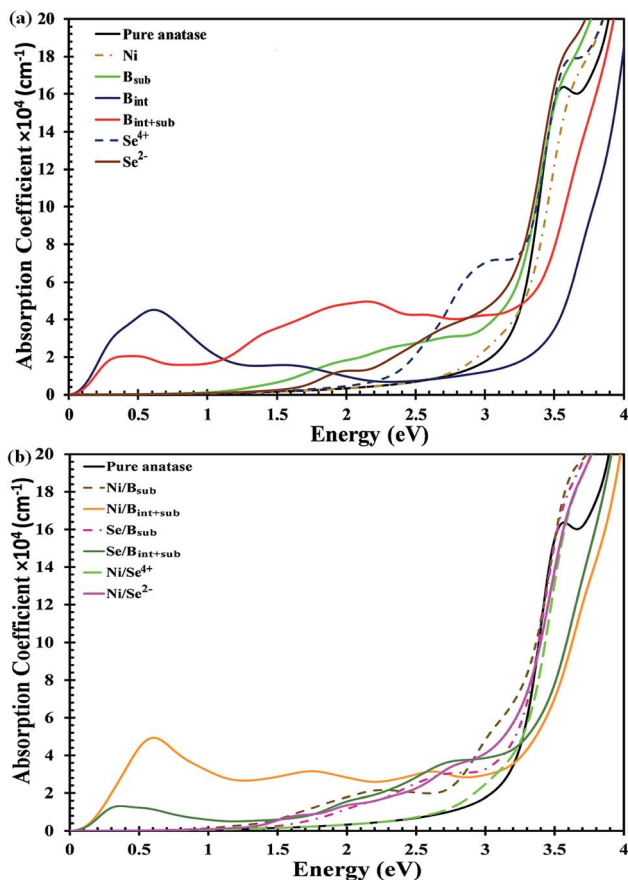 (a)
Pure anatase
Ni
B_sub
B_int
B_int+sub
Se⁴⁺
Se²⁻
Absorption Coefficient ×10⁴ (cm⁻¹)
20
18
16
14
12
10
8
6
4
2
0
0 0.5 1 1.5 2 2.5 3 3.5 4
Energy (eV)
(b)
Pure anatase
Ni/B_sub
Ni/B_int+sub
Se/B_sub
Se/B_int+sub
Ni/Se⁴⁺
Ni/Se²⁻
Absorption Coefficient ×10⁴ (cm⁻¹)
20
18
16
14
12
10
8
6
4
2
0
0 0.5 1 1.5 2 2.5 3 3.5 4
Energy (eV)